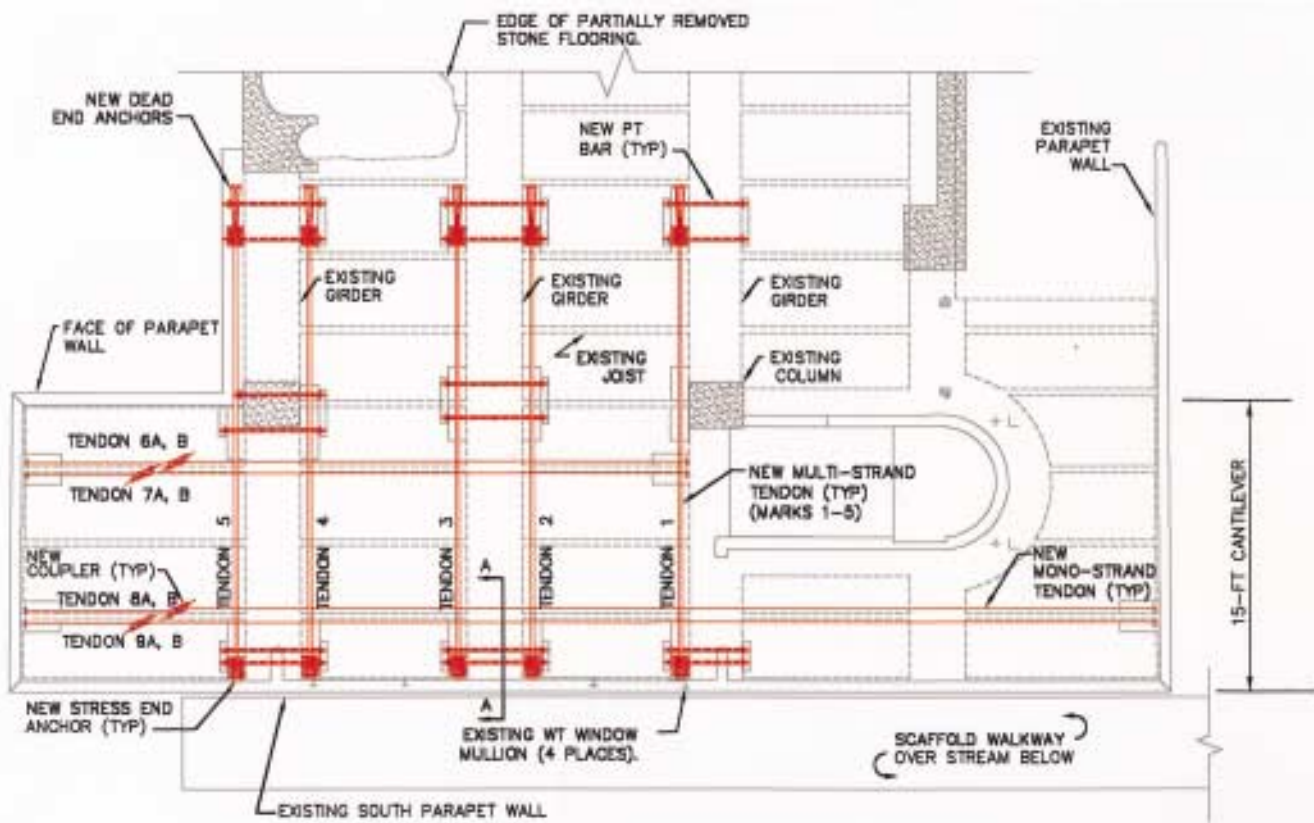 EDGE OF PARTIALLY REMOVED
STONE FLOORING.
NEW DEAD
END ANCHORS
NEW PT
BAR (TYP)
EXISTING
PARAPET
WALL
EXISTING
GIRDER
EXISTING
GIRDER
EXISTING
GIRDER
FACE OF PARAPET
WALL
EXISTING
JOIST
EXISTING
COLUMN
TENDON 6A, B
TENDON 7A, B
NEW MULTI-STRAND
TENDON (TYP)
(MARKS 1-5)
15-FT CANTILEVER
TENDON 5
TENDON 4
TENDON 3
TENDON 2
TENDON 1
NEW
COUPLER (TYP)
TENDON 8A, B
TENDON 9A, B
A
NEW
MONO-STRAND
TENDON (TYP)
A
NEW STRESS END
ANCHOR (TYP)
EXISTING WT WINDOW
MULLION (4 PLACES).
SCAFFOLD WALKWAY
OVER STREAM BELOW
EXISTING SOUTH PARAPET WALL